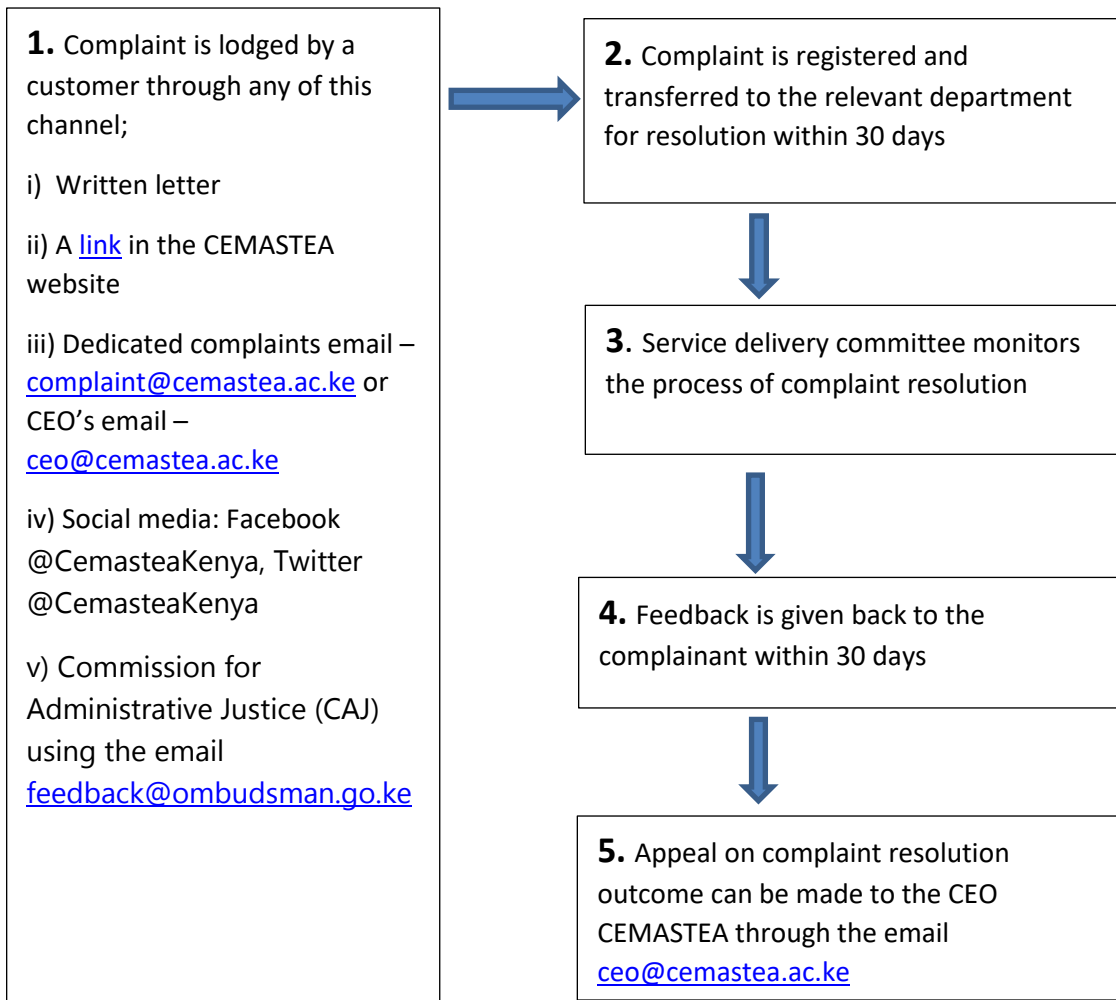 1. Complaint is lodged by a
customer through any of this
channel;
i) Written letter
ii) A link in the CEMASTEA
website
iii) Dedicated complaints email –
complaint@cemastea.ac.ke or
CEO’s email –
ceo@cemastea.ac.ke
iv) Social media: Facebook
@CemasteaKenya, Twitter
@CemasteaKenya
v) Commission for
Administrative Justice (CAJ)
using the email
feedback@ombudsman.go.ke
2. Complaint is registered and
transferred to the relevant department
for resolution within 30 days
3. Service delivery committee monitors
the process of complaint resolution
4. Feedback is given back to the
complainant within 30 days
5. Appeal on complaint resolution
outcome can be made to the CEO
CEMASTEA through the email
ceo@cemastea.ac.ke